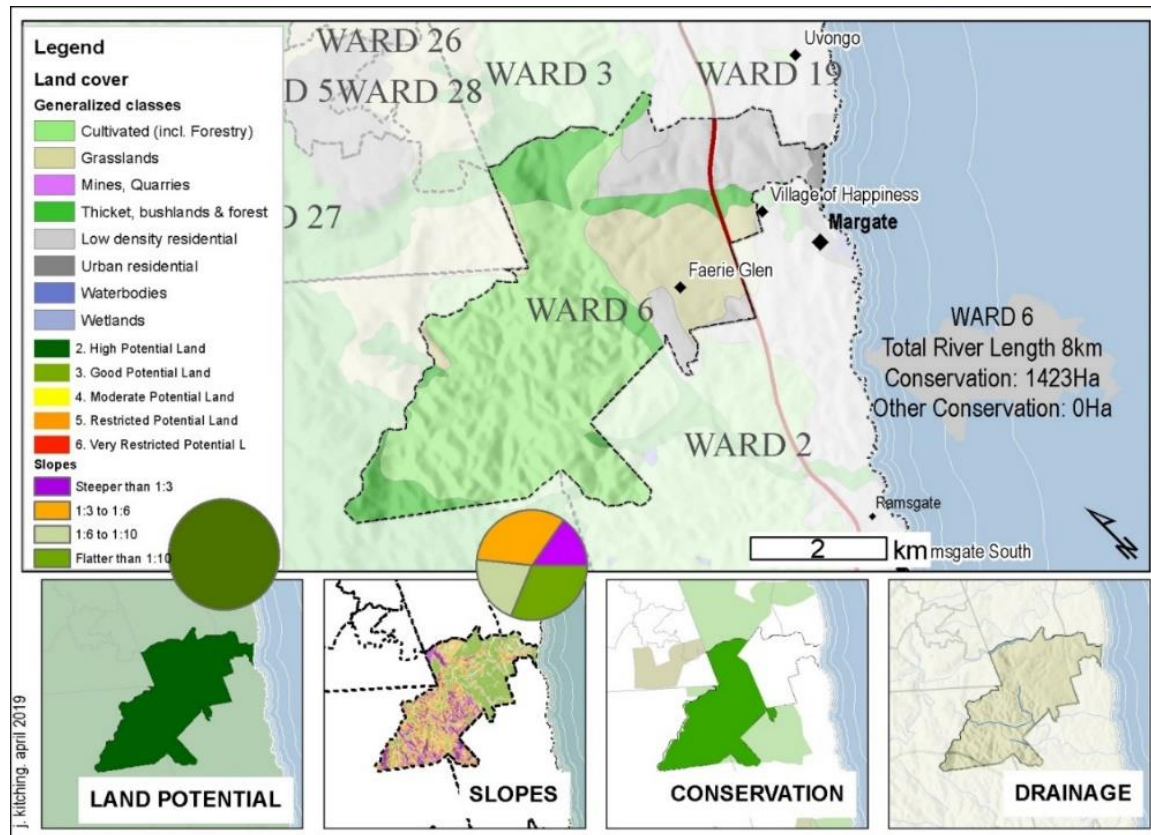 Legend
Land cover
Generalized classes
Cultivated (incl. Forestry)
Grasslands
Mines, Quarries
Thicket, bushlands & forest
Low density residential
Urban residential
Waterbodies
Wetlands
2. High Potential Land
3. Good Potential Land
4. Moderate Potential Land
5. Restricted Potential Land
6. Very Restricted Potential L
Slopes
Steeper than 1:3
1:3 to 1:6
1:6 to 1:10
Flatter than 1:10
WARD 26
D 5
WARD 28
D 27
WARD 3
WARD 19
Uvongo
Village of Happiness
Margate
Faerie Glen
WARD 6
WARD 2
WARD 6
Total River Length 8km
Conservation: 1423Ha
Other Conservation: 0Ha
Ramsgate
2 km
msgate South
N
j. kitching. april 2019
LAND POTENTIAL
SLOPES
CONSERVATION
DRAINAGE